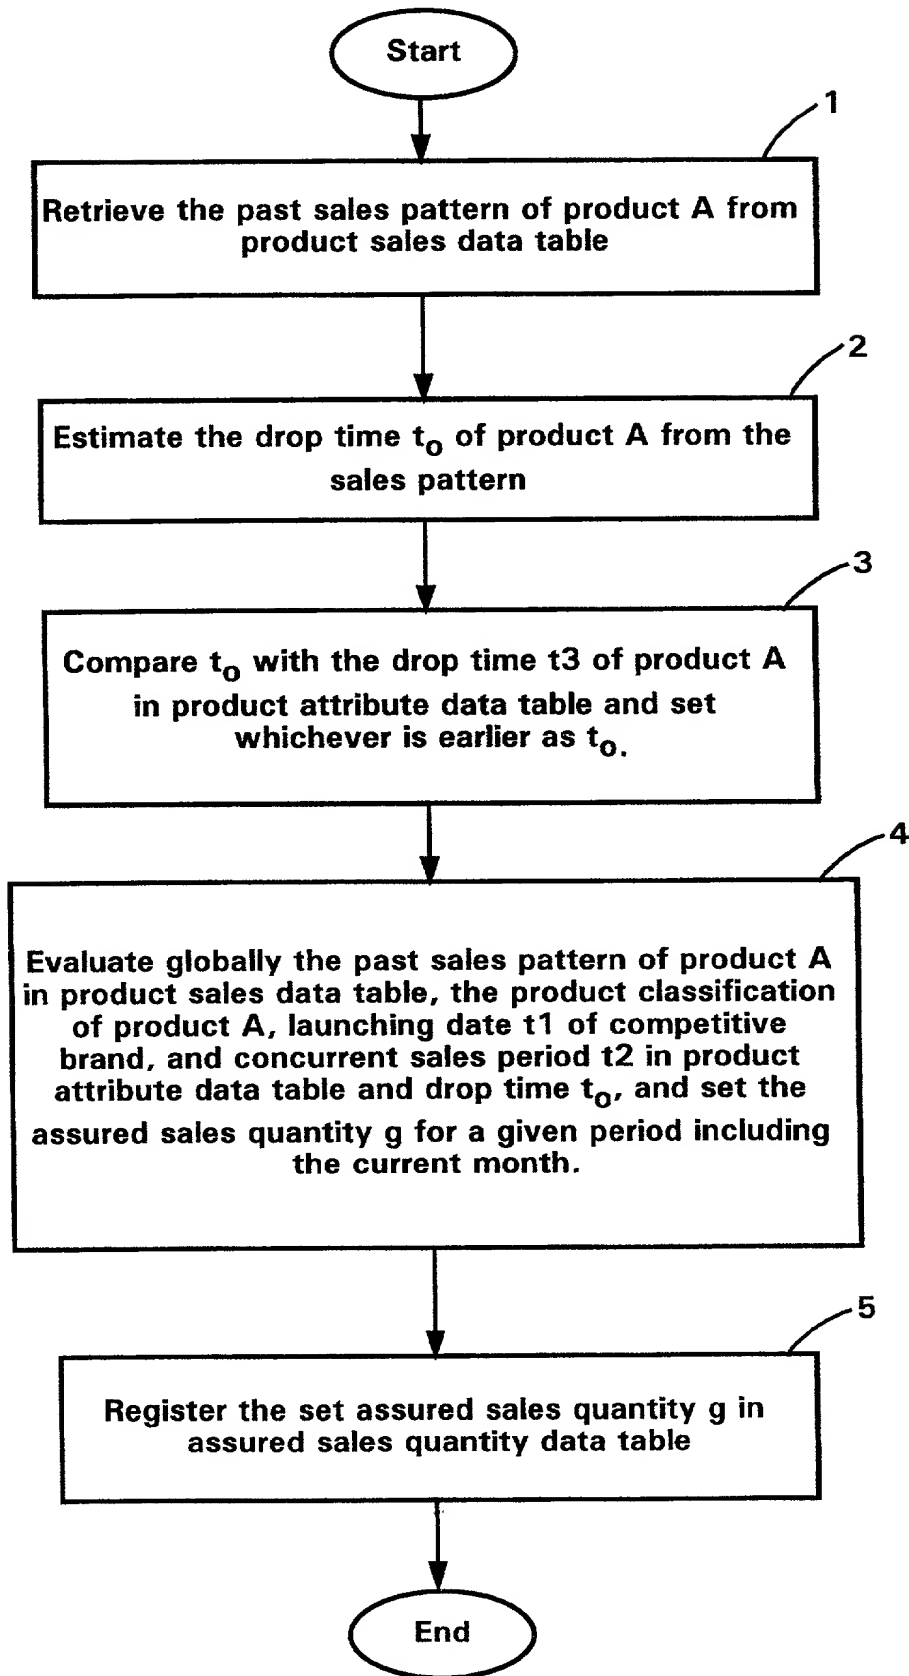 Start
1
Retrieve the past sales pattern of product A from
product sales data table
2
Estimate the drop time to of product A from the
sales pattern
3
Compare to with the drop time t3 of product A
in product attribute data table and set
whichever is earlier as to.
4
Evaluate globally the past sales pattern of product A
in product sales data table, the product classification
of product A, launching date t1 of competitive
brand, and concurrent sales period t2 in product
attribute data table and drop time to, and set the
assured sales quantity g for a given period including
the current month.
5
Register the set assured sales quantity g in
assured sales quantity data table
End